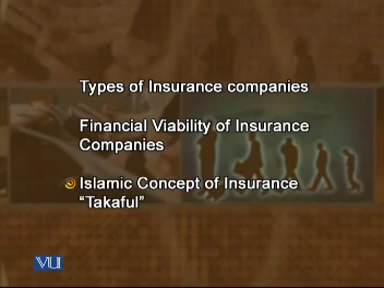 Types of Insurance companies
Financial Viability of Insurance
Companies
Islamic Concept of Insurance
“Takaful”
VU